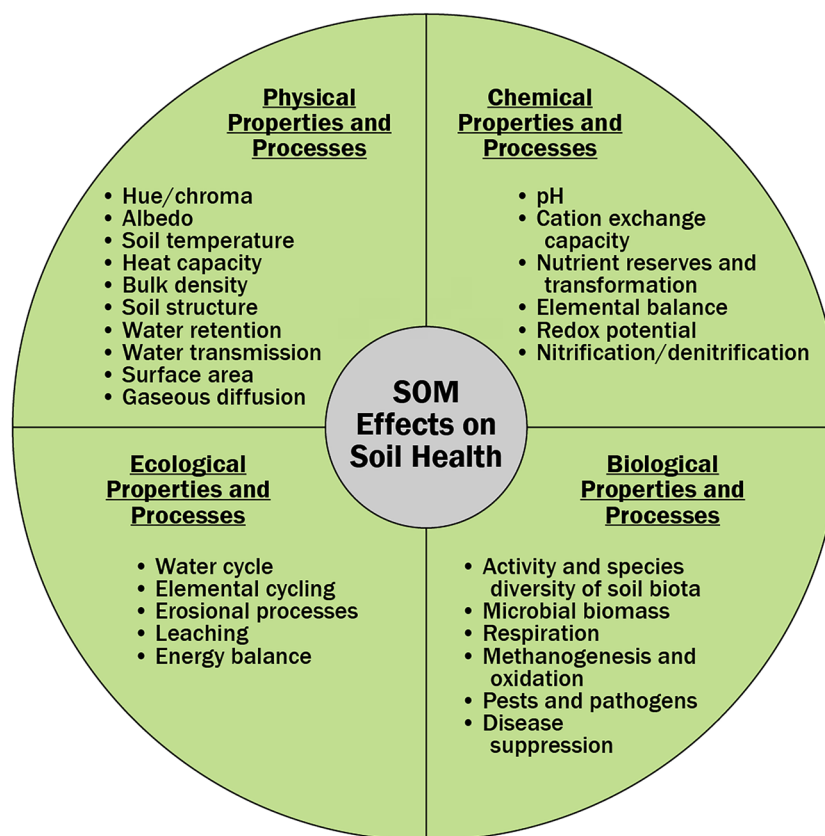 Physical
Properties and
Processes
• Hue/chroma
• Albedo
• Soil temperature
• Heat capacity
• Bulk density
• Soil structure
• Water retention
• Water transmission
• Surface area
• Gaseous diffusion
Chemical
Properties and
Processes
• pH
• Cation exchange
capacity
• Nutrient reserves and
transformation
• Elemental balance
• Redox potential
• Nitrification/denitrification
SOM
Effects on
Soil Health
Ecological
Properties and
Processes
• Water cycle
• Elemental cycling
• Erosional processes
• Leaching
• Energy balance
Biological
Properties and
Processes
• Activity and species
diversity of soil biota
• Microbial biomass
• Respiration
• Methanogenesis and
oxidation
• Pests and pathogens
• Disease
suppression